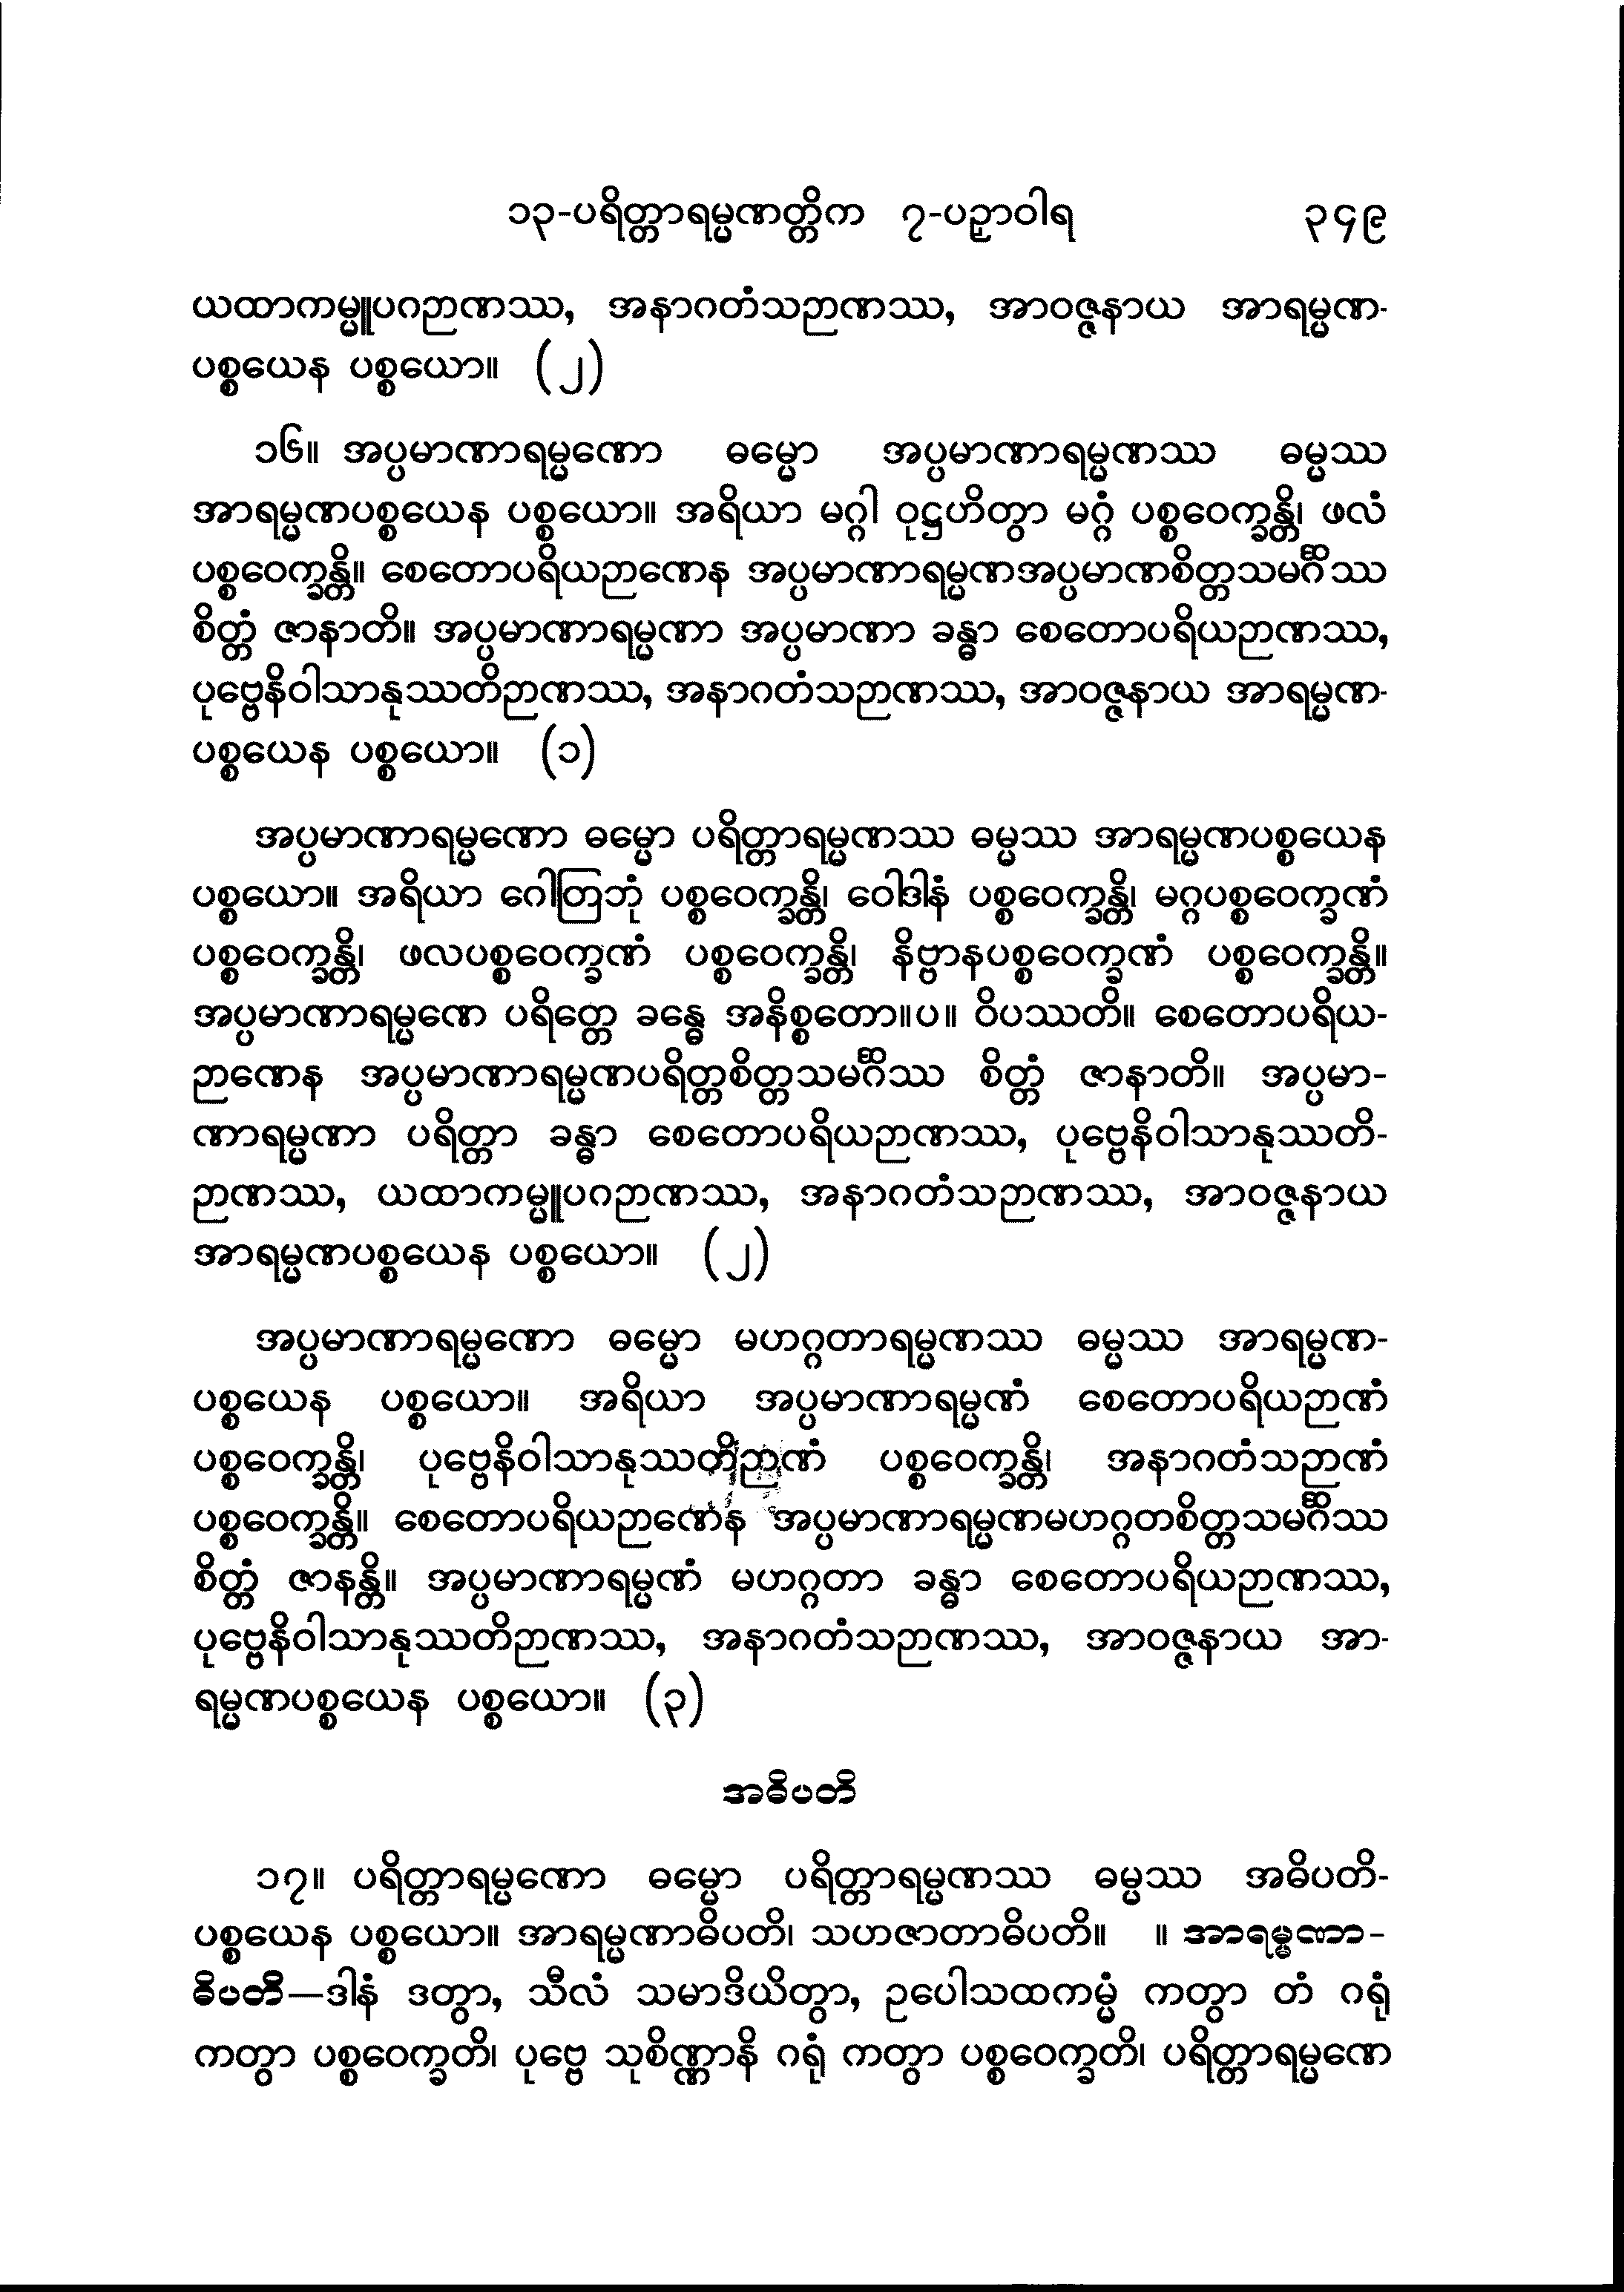 ၁၃-ပရိတ္တာရမ္မဏတ္တိက ၇-ပဉှာဝါရ ၃၄၉
ယထာကမ္မူပဂဉာဏဿ, အနာဂတံသဉာဏဿ, အာဝဇ္ဇနာယ အာရမ္မဏ-
ပစ္စယေန ပစ္စယော။ (၂)
၁၆။ အပ္ပမာဏာရမ္မဏော ဓမ္မော အပ္ပမာဏာရမ္မဏဿ ဓမ္မဿ
အာရမ္မဏပစ္စယေန ပစ္စယော။ အရိယာ မဂ္ဂါ ဝုဋ္ဌဟိတွာ မဂ္ဂံ ပစ္စဝေက္ခန္တိ၊ ဖလံ
ပစ္စဝေက္ခန္တိ။ စေတောပရိယဉာဏေန အပ္ပမာဏာရမ္မဏအပ္ပမာဏစိတ္တသမင်္ဂိဿ
စိတ္တံ ဇာနာတိ။ အပ္ပမာဏာရမ္မဏာ အပ္ပမာဏာ ခန္ဓာ စေတောပရိယဉာဏဿ,
ပုဗ္ဗေနိဝါသာနုဿတိဉာဏဿ, အနာဂတံသဉာဏဿ, အာဝဇ္ဇနာယ အာရမ္မဏ-
ပစ္စယေန ပစ္စယော။ (၁)
အပ္ပမာဏာရမ္မဏော ဓမ္မော ပရိတ္တာရမ္မဏဿ ဓမ္မဿ အာရမ္မဏပစ္စယေန
ပစ္စယော။ အရိယာ ဂေါတြဘုံ ပစ္စဝေက္ခန္တိ၊ ဝေါဒါနံ ပစ္စဝေက္ခန္တိ၊ မဂ္ဂပစ္စဝေက္ခဏံ
ပစ္စဝေက္ခန္တိ၊ ဖလပစ္စဝေက္ခဏံ ပစ္စဝေက္ခန္တိ၊ နိဗ္ဗာနပစ္စဝေက္ခဏံ ပစ္စဝေက္ခန္တိ။
အပ္ပမာဏာရမ္မဏေ ပရိတ္တေ ခန္ဓေ အနိစ္စတော။ပ။ ဝိပဿတိ။ စေတောပရိယ-
ဉာဏေန အပ္ပမာဏာရမ္မဏပရိတ္တစိတ္တသမင်္ဂိဿ စိတ္တံ ဇာနာတိ။ အပ္ပမာ-
ဏာရမ္မဏာ ပရိတ္တာ ခန္ဓာ စေတောပရိယဉာဏဿ, ပုဗ္ဗေနိဝါသာနုဿတိ-
ဉာဏဿ, ယထာကမ္မူပဂဉာဏဿ, အနာဂတံသဉာဏဿ, အာဝဇ္ဇနာယ
အာရမ္မဏပစ္စယေန ပစ္စယော။ (၂)
အပ္ပမာဏာရမ္မဏော ဓမ္မော မဟဂ္ဂတာရမ္မဏဿ ဓမ္မဿ အာရမ္မဏ-
ပစ္စယေန ပစ္စယော။ အရိယာ အပ္ပမာဏာရမ္မဏံ စေတောပရိယဉာဏံ
ပစ္စဝေက္ခန္တိ၊ ပုဗ္ဗေနိဝါသာနုဿတိဉာဏံ ပစ္စဝေက္ခန္တိ၊ အနာဂတံသဉာဏံ
ပစ္စဝေက္ခန္တိ။ စေတောပရိယဉာဏေန အပ္ပမာဏာရမ္မဏမဟဂ္ဂတစိတ္တသမင်္ဂိဿ
စိတ္တံ ဇာနန္တိ။ အပ္ပမာဏာရမ္မဏံ မဟဂ္ဂတာ ခန္ဓာ စေတောပရိယဉာဏဿ,
ပုဗ္ဗေနိဝါသာနုဿတိဉာဏဿ, အနာဂတံသဉာဏဿ, အာဝဇ္ဇနာယ အာ-
ရမ္မဏပစ္စယေန ပစ္စယော။ (၃)
အဓိပတိ
၁၇။ ပရိတ္တာရမ္မဏော ဓမ္မော ပရိတ္တာရမ္မဏဿ ဓမ္မဿ အဓိပတိ-
ပစ္စယေန ပစ္စယော။ အာရမ္မဏာဓိပတိ၊ သဟဇာတာဓိပတိ။ ။ အာရမ္မဏာ-
ဓိပတိ—ဒါနံ ဒတွာ, သီလံ သမာဒိယိတွာ, ဥပေါသထကမ္မံ ကတွာ တံ ဂရုံ
ကတွာ ပစ္စဝေက္ခတိ၊ ပုဗ္ဗေ သုစိဏ္ဏာနိ ဂရုံ ကတွာ ပစ္စဝေက္ခတိ၊ ပရိတ္တာရမ္မဏေ